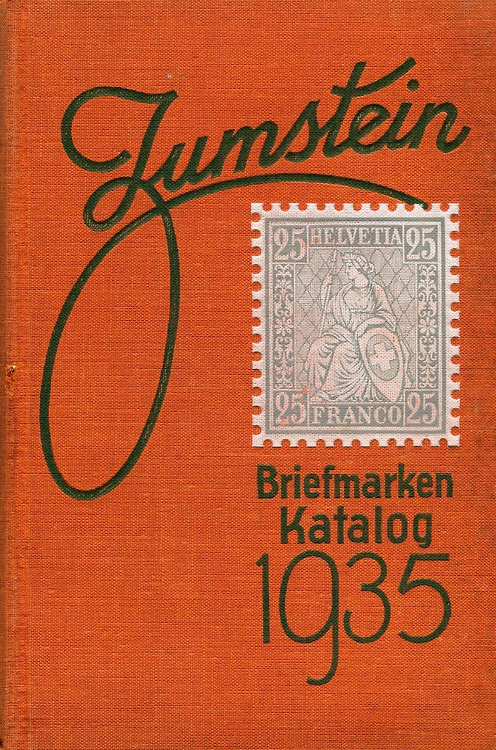 Zumstein
25 HELVETIA 25
25 FRANCO 25
Briefmarken
Katalog
1935